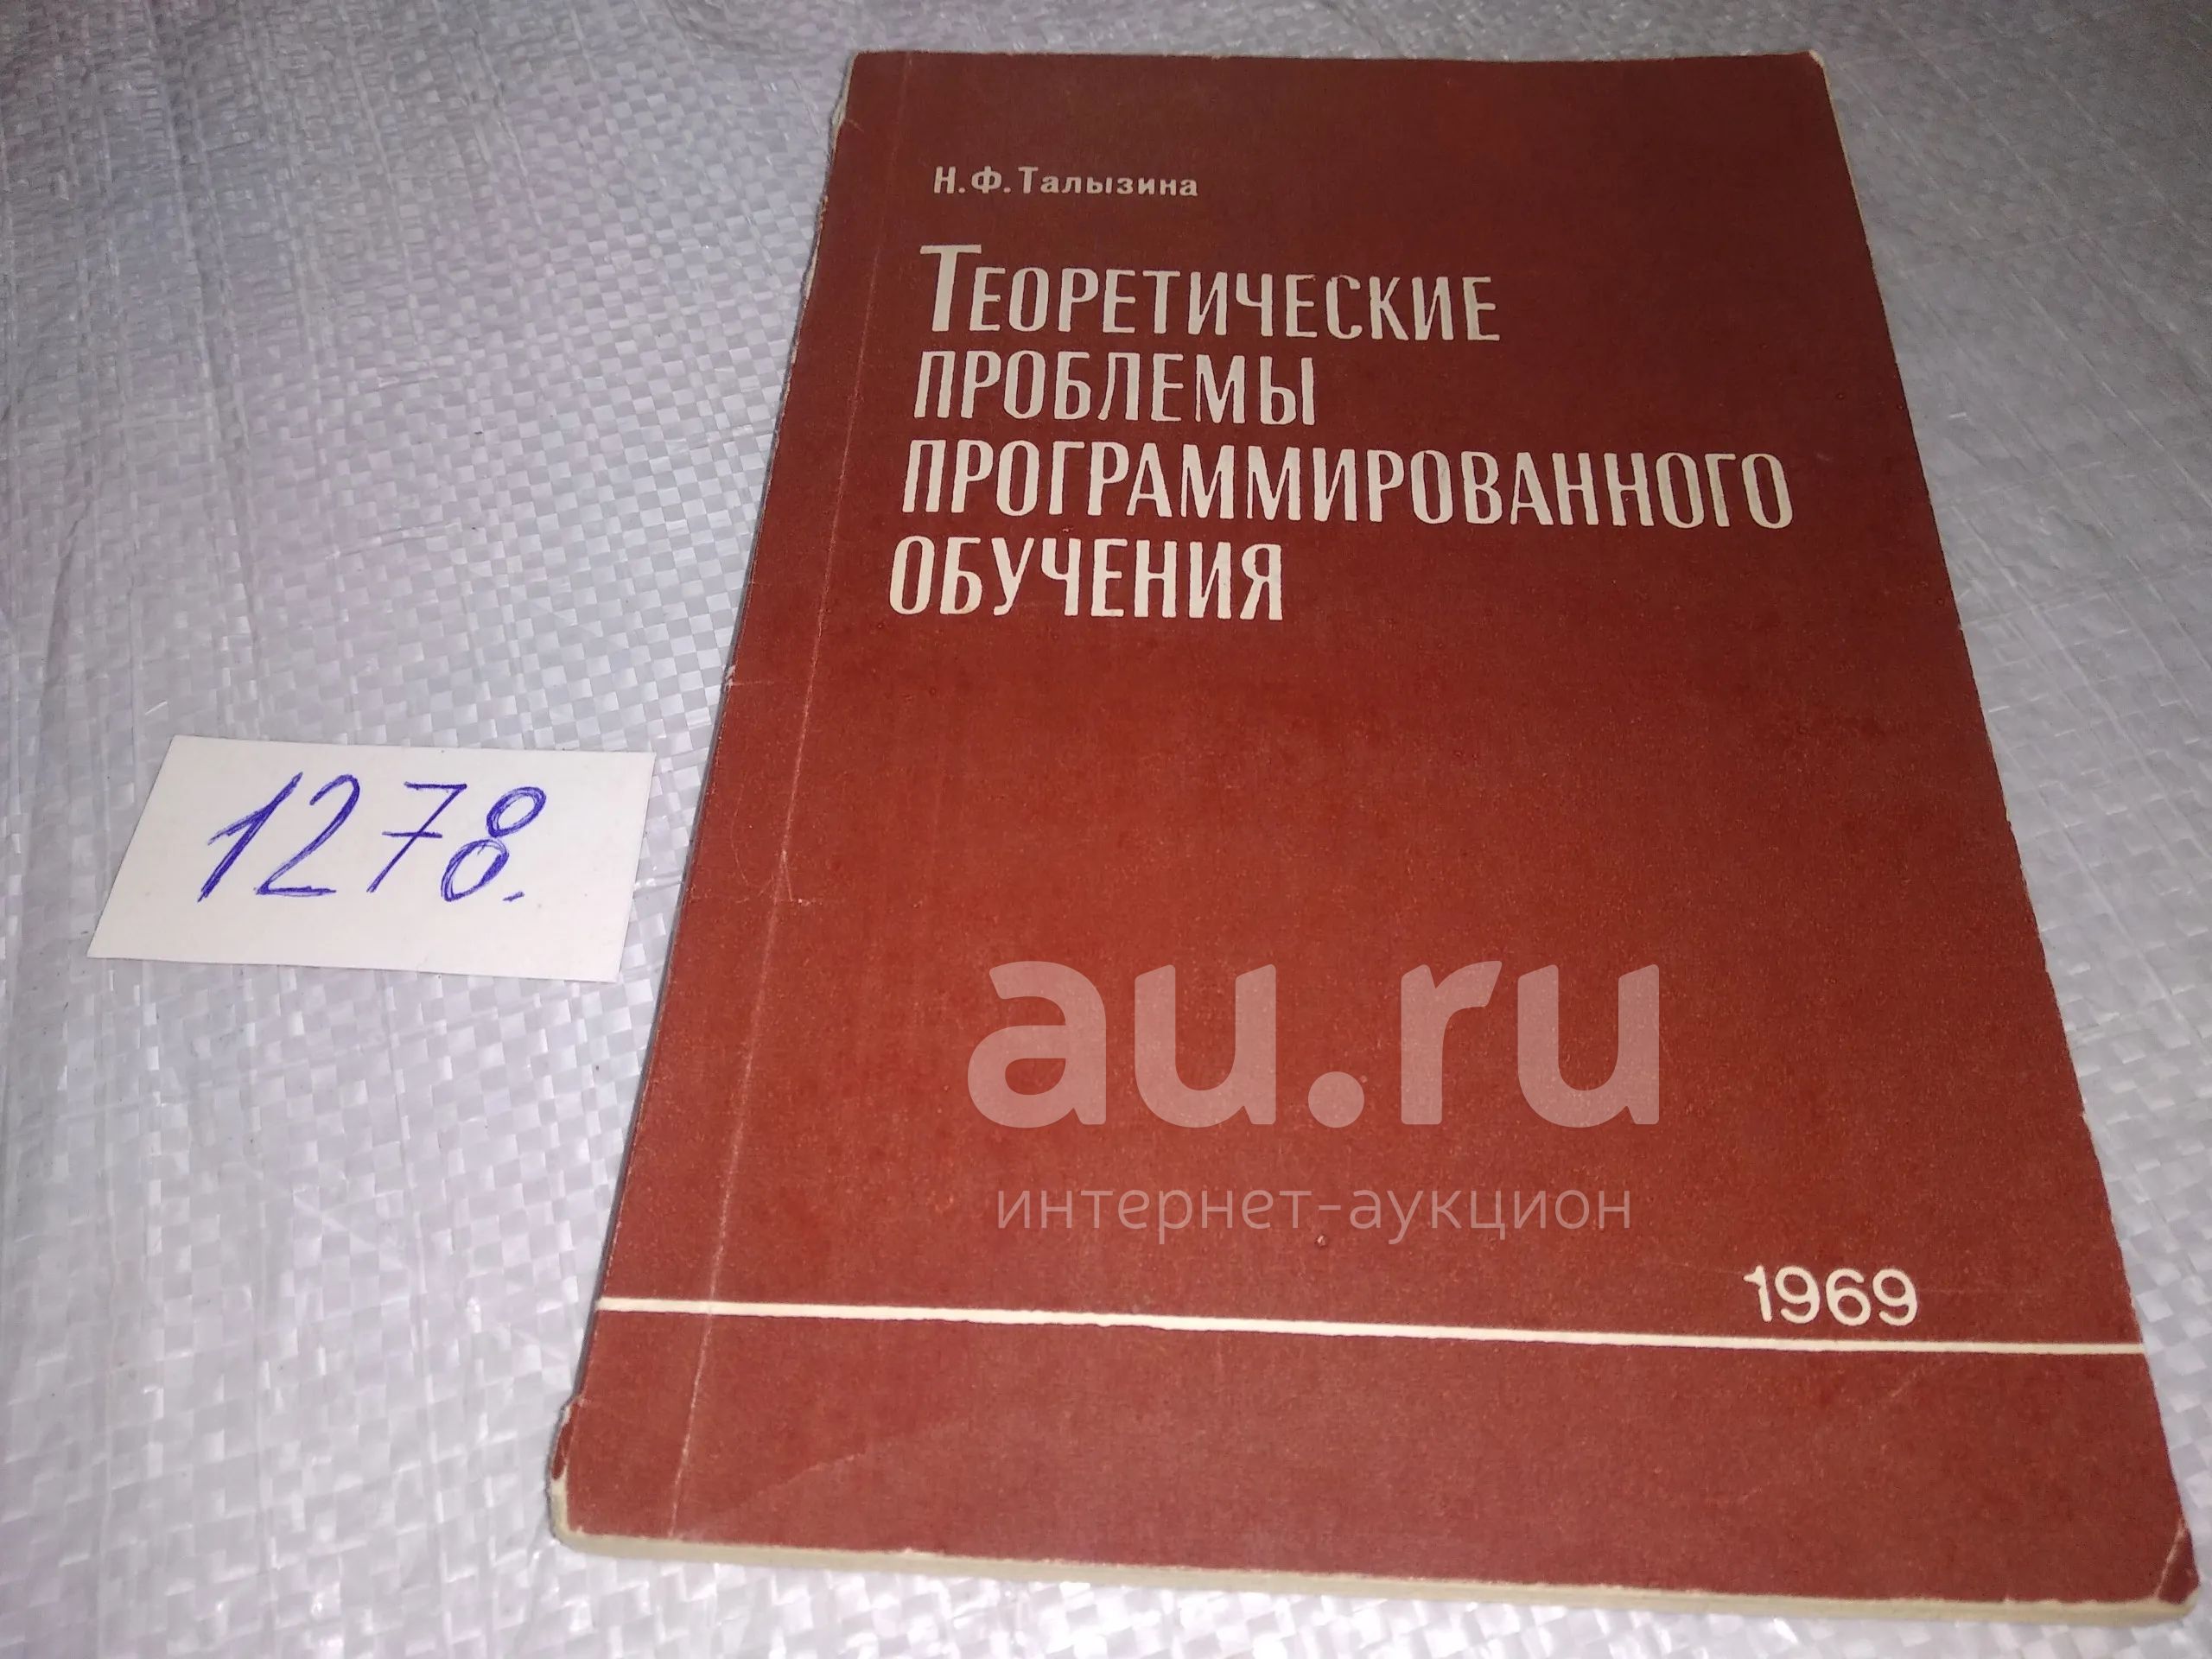 Н.Ф.Талызина
ТЕОРЕТИЧЕСКИЕ
ПРОБЛЕМЫ
ПРОГРАММИРОВАННОГО
ОБУЧЕНИЯ
1278.
au.ru
интернет-аукцион
1969